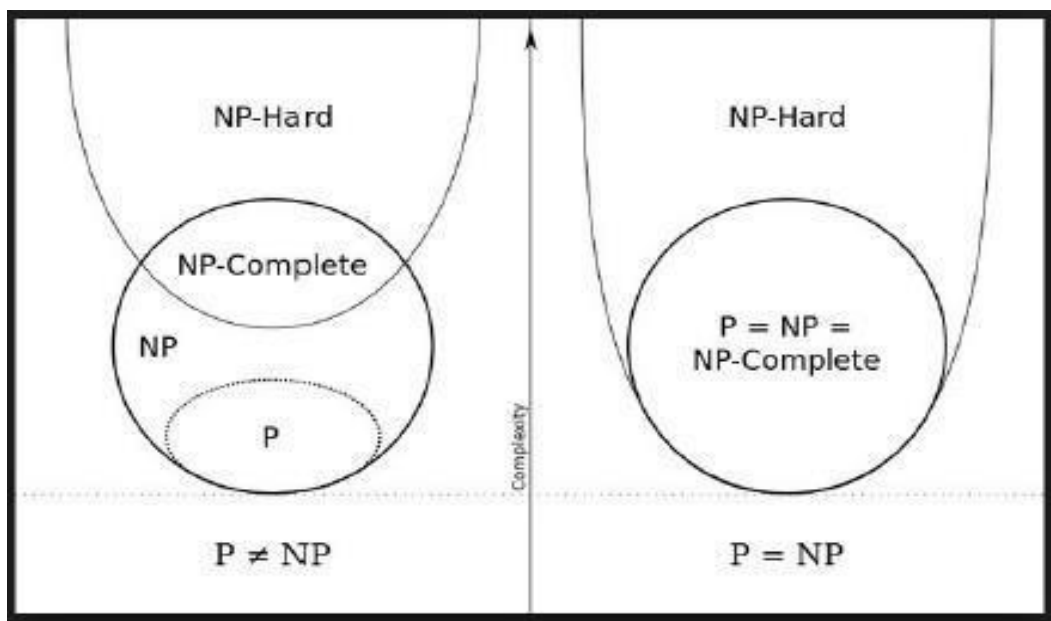 NP-Hard
NP-Complete
NP
P
P ≠ NP
Complexity
NP-Hard
P = NP =
NP-Complete
P = NP